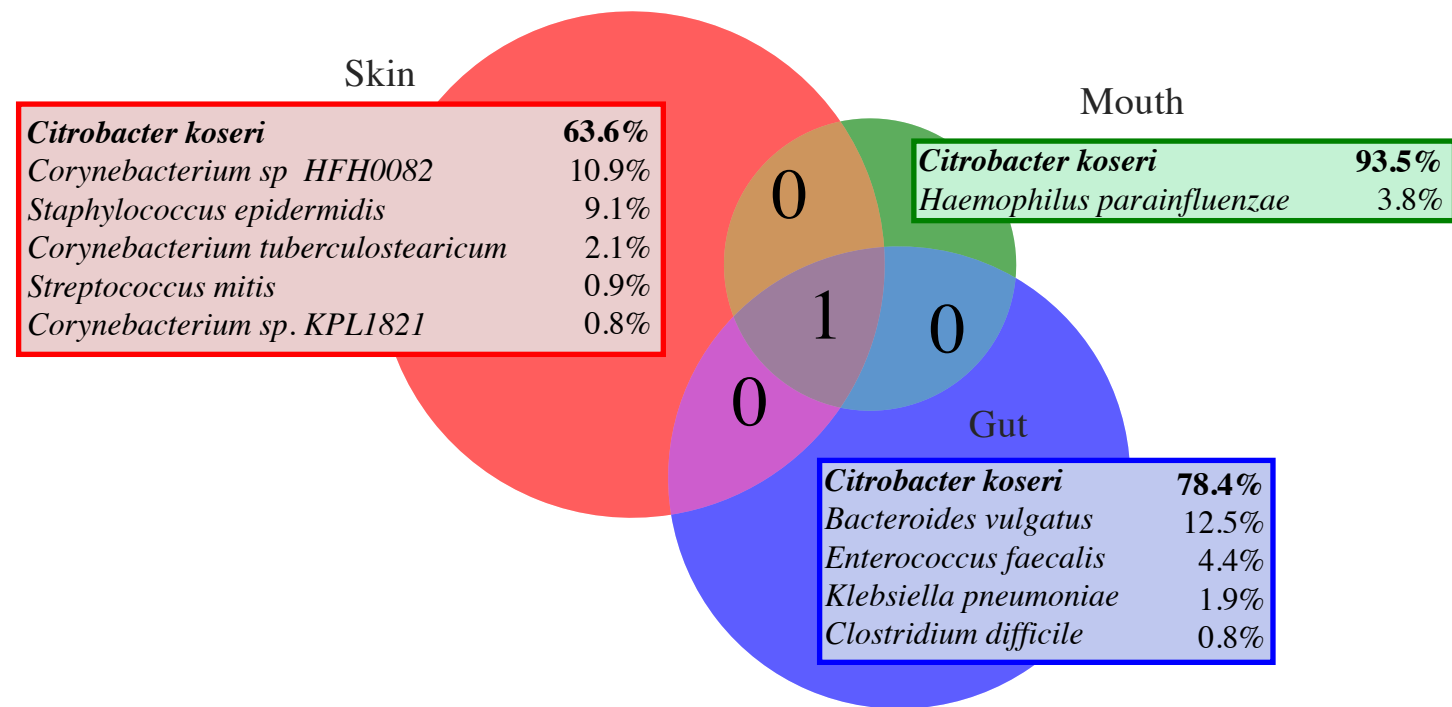 Skin
Citrobacter koseri 63.6%
Corynebacterium sp HFH0082 10.9%
Staphylococcus epidermidis 9.1%
Corynebacterium tuberculostearicum 2.1%
Streptococcus mitis 0.9%
Corynebacterium sp. KPL1821 0.8%
Mouth
Citrobacter koseri 93.5%
Haemophilus parainfluenzae 3.8%
0
1
0
0
Gut
Citrobacter koseri 78.4%
Bacteroides vulgatus 12.5%
Enterococcus faecalis 4.4%
Klebsiella pneumoniae 1.9%
Clostridium difficile 0.8%